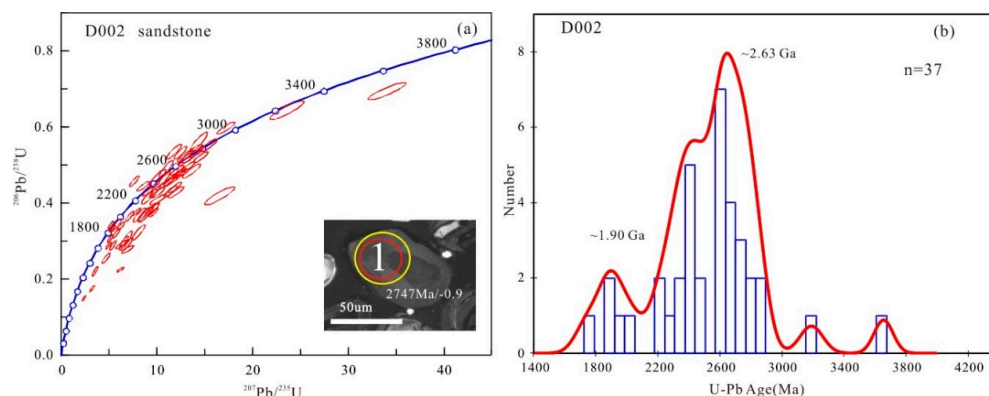 D002 sandstone
(a)
3800
3400
3000
2600
2200
1800
0.8
0.6
0.4
0.2
0.0
0
10
20
30
40
²⁰⁶Pb/²³⁸U
²⁰⁷Pb/²³⁵U
1
2747Ma/-0.9
50um
D002
(b)
~2.63 Ga
n=37
~1.90 Ga
8
6
4
2
0
Number
1400
1800
2200
2600
3000
3400
3800
4200
U-Pb Age(Ma)